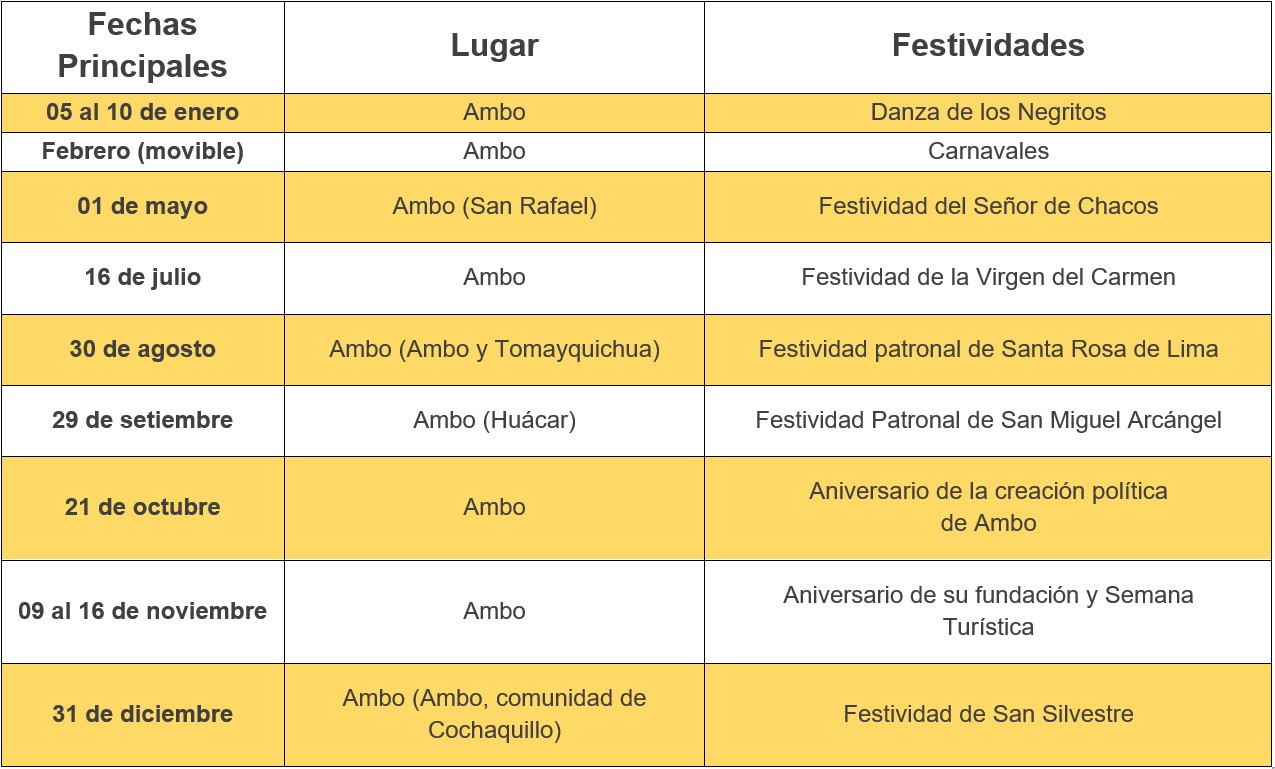 Fechas
Principales
Lugar
Festividades
05 al 10 de enero
Ambo
Danza de los Negritos
Febrero (movible)
Ambo
Carnavales
01 de mayo
Ambo (San Rafael)
Festividad del Señor de Chacos
16 de julio
Ambo
Festividad de la Virgen del Carmen
30 de agosto
Ambo (Ambo y Tomayquichua)
Festividad patronal de Santa Rosa de Lima
29 de setiembre
Ambo (Huácar)
Festividad Patronal de San Miguel Arcángel
21 de octubre
Ambo
Aniversario de la creación política
de Ambo
09 al 16 de noviembre
Ambo
Aniversario de su fundación y Semana
Turística
31 de diciembre
Ambo (Ambo, comunidad de
Cochaquillo)
Festividad de San Silvestre